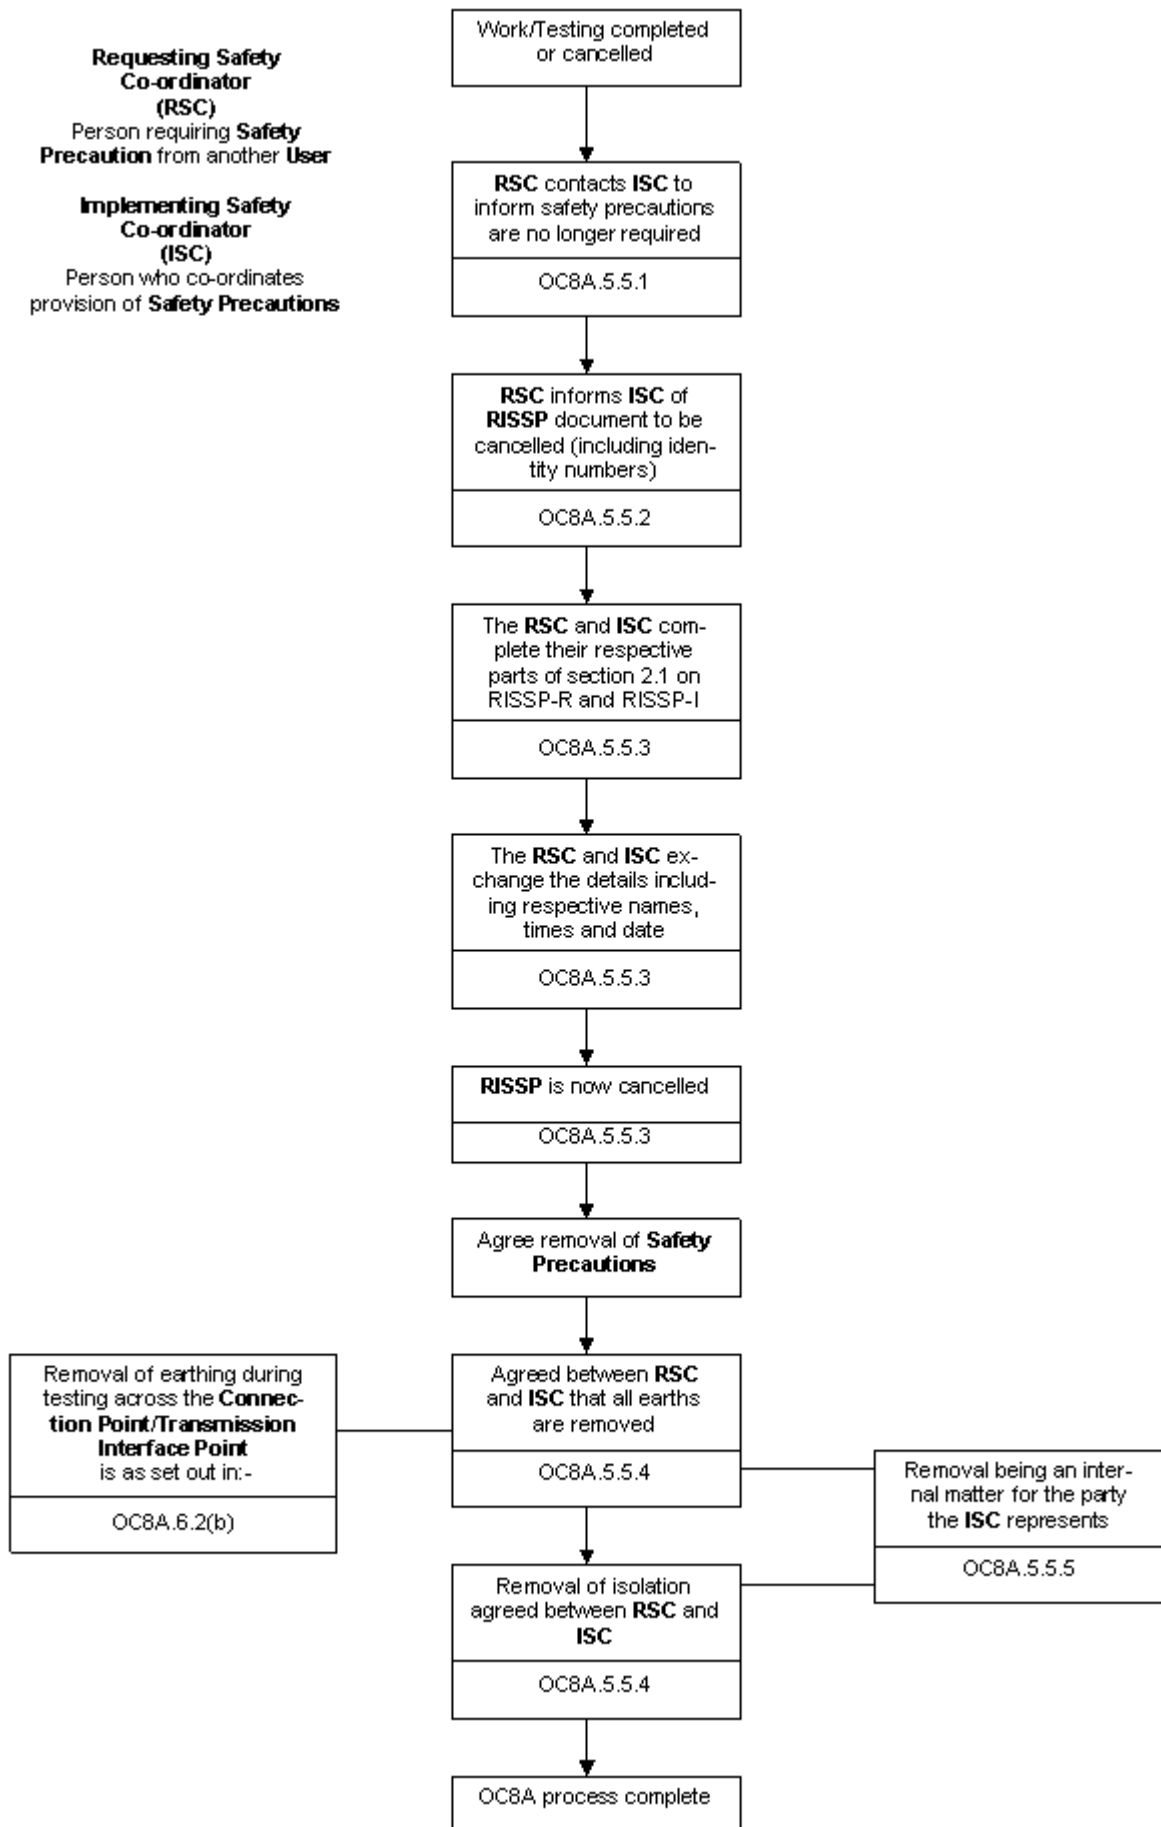 Requesting Safety
Co-ordinator
(RSC)
Person requiring Safety
Precaution from another User
Implementing Safety
Co-ordinator
(ISC)
Person who co-ordinates
provision of Safety Precautions
Work/Testing completed
or cancelled
RSC contacts ISC to
inform safety precautions
are no longer required
OC8A.5.5.1
RSC informs ISC of
RISSP document to be
cancelled (including iden-
tity numbers)
OC8A.5.5.2
The RSC and ISC com-
plete their respective
parts of section 2.1 on
RISSP-R and RISSP-I
OC8A.5.5.3
The RSC and ISC ex-
change the details includ-
ing respective names,
times and date
OC8A.5.5.3
RISSP is now cancelled
OC8A.5.5.3
Agree removal of Safety
Precautions
Removal of earthing during
testing across the Connec-
tion Point/Transmission
Interface Point
is as set out in:-
OC8A.6.2(b)
Agreed between RSC
and ISC that all earths
are removed
OC8A.5.5.4
Removal being an inter-
nal matter for the party
the ISC represents
OC8A.5.5.5
Removal of isolation
agreed between RSC and
ISC
OC8A.5.5.4
OC8A process complete